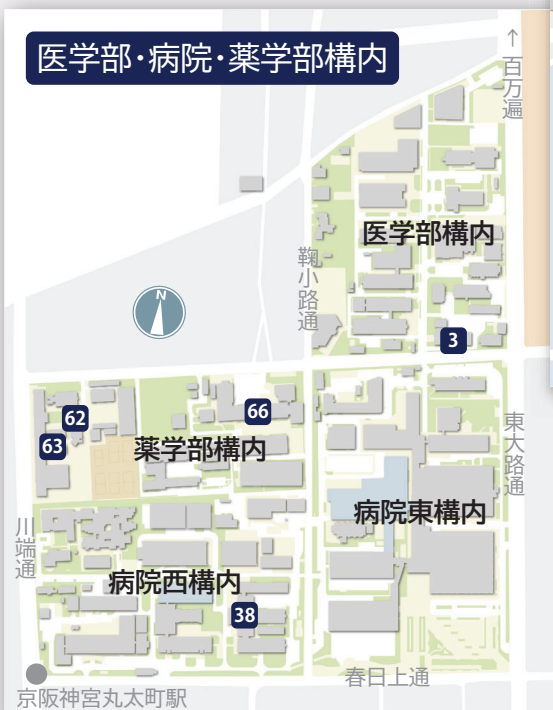 医学部・病院・薬学部構内
↑百万遍
N
鞠小路通
医学部構内
3
62
63
66
薬学部構内
東大路通
病院東構内
川端通
病院西構内
38
春日上通
京阪神宮丸太町駅